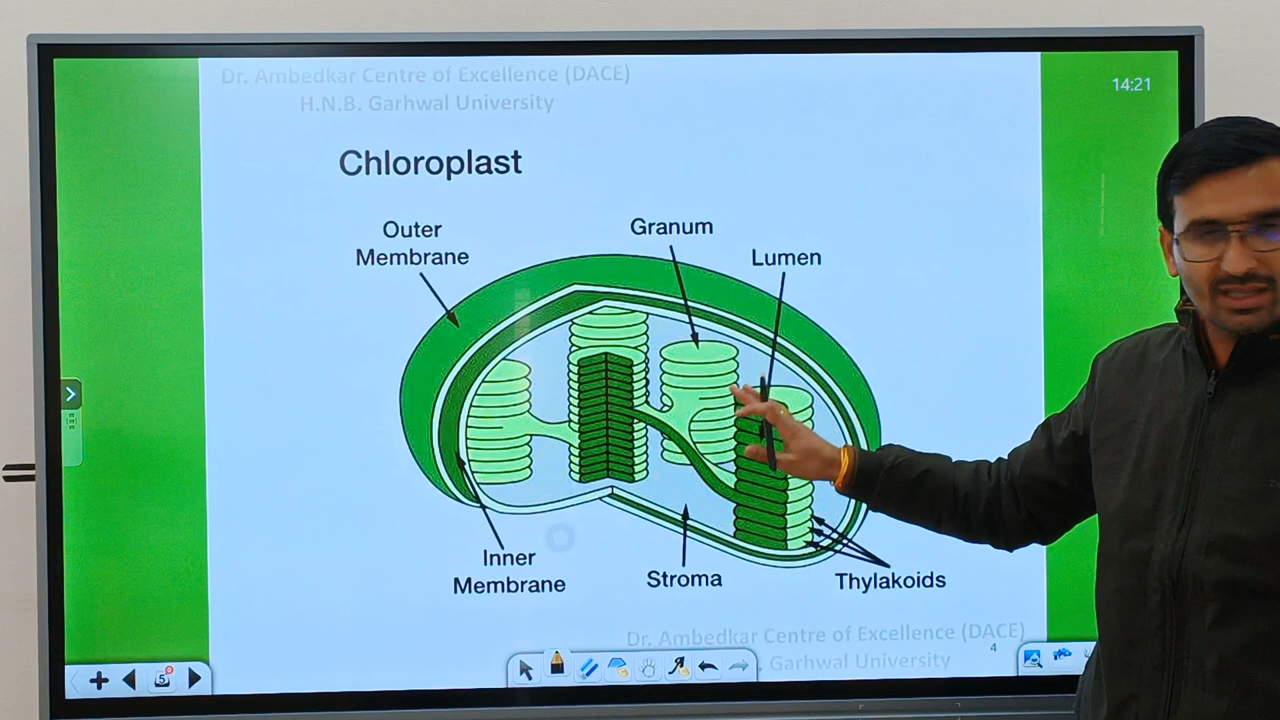 Dr. Ambedkar Centre of Excellence (DACE)
H.N.B. Garhwal University
14:21
Chloroplast
Outer
Membrane
Granum
Lumen
Inner
Membrane
Stroma
Thylakoids
Dr. Ambedkar Centre of Excellence (DACE)
Garhwal University
4
5